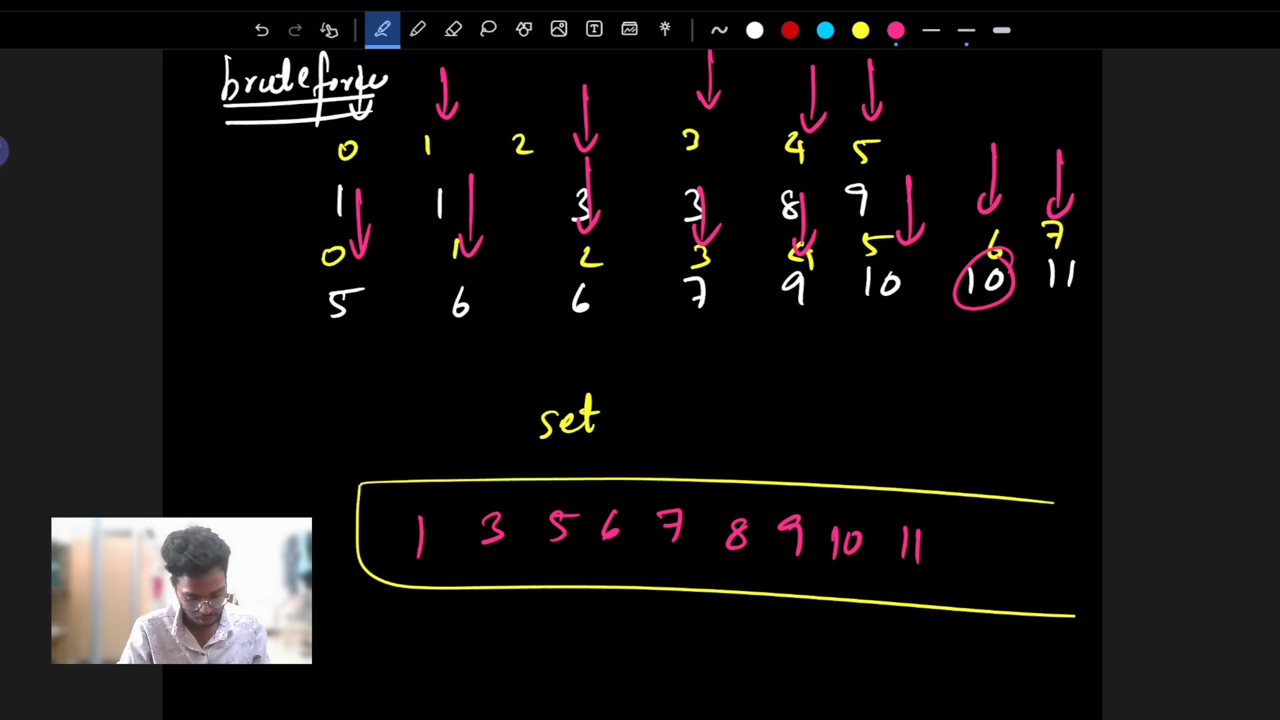 bruteforce
0 1 2 3 4 5
1 1 3 3 8 9
0 1 2 3 4 5 6 7
5 6 6 7 9 10 10 11
set
1 3 5 6 7 8 9 10 11